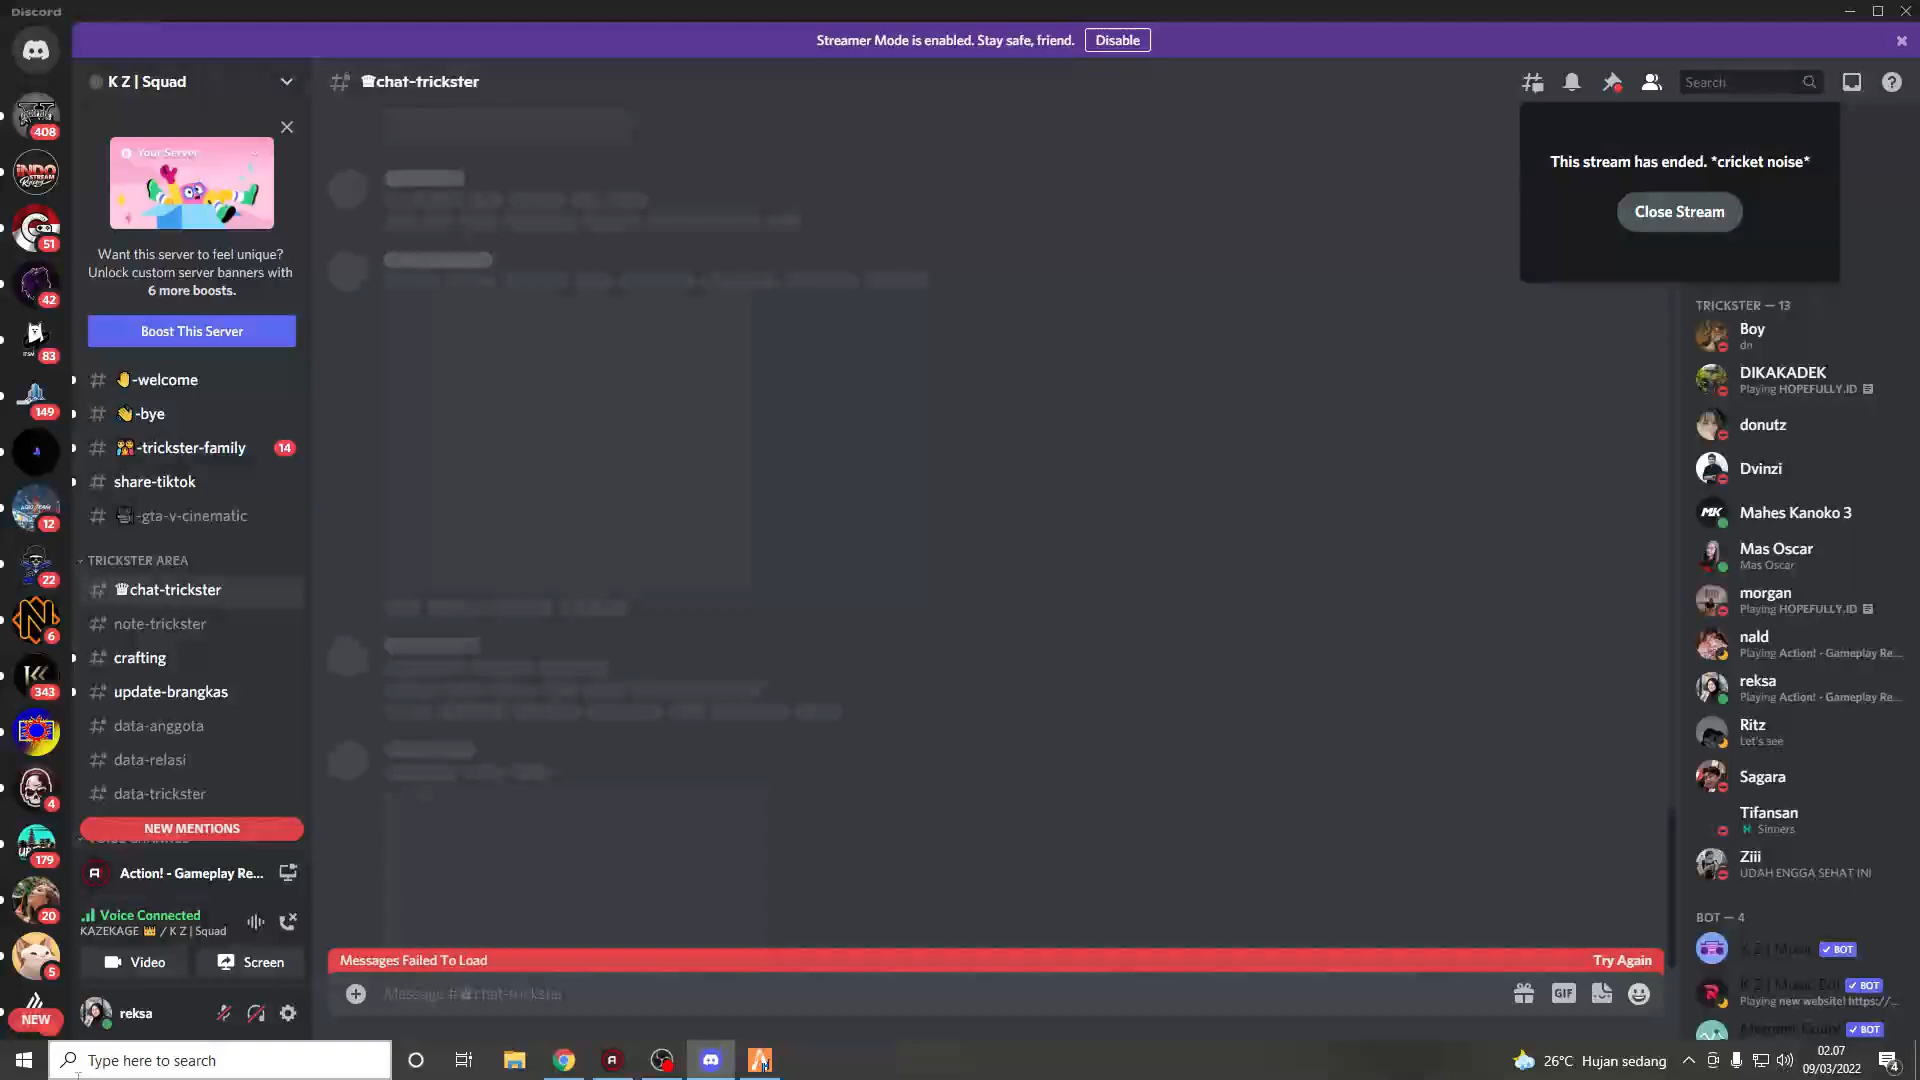 Discord
Streamer Mode is enabled. Stay safe, friend.
Disable
K Z | Squad
chat-trickster
Search
408
51
42
83
149
12
22
6
343
4
179
20
5
NEW
Your Server
Want this server to feel unique?
Unlock custom server banners with
6 more boosts.
Boost This Server
-welcome
-bye
-trickster-family
14
share-tiktok
-gta-v-cinematic
TRICKSTER AREA
chat-trickster
note-trickster
crafting
update-brangkas
data-anggota
data-relasi
data-trickster
NEW MENTIONS
Action! - Gameplay Re...
Voice Connected
KAZEKAGE 👑 / K Z | Squad
Video
Screen
reksa
This stream has ended. *cricket noise*
Close Stream
TRICKSTER — 13
Boy
dn
DIKAKADEK
Playing HOPEFULLY.ID
donutz
Dvinzi
MK
Mahes Kanoko 3
Mas Oscar
Mas Oscar
morgan
Playing HOPEFULLY.ID
nald
Playing Action! - Gameplay Re...
reksa
Playing Action! - Gameplay Re...
Ritz
Let's see
Sagara
Tifansan
Sinners
Ziii
UDAH ENGGA SEHAT INI
BOT — 4
K Z | Music
BOT
BOT
Playing new website! https://...
BOT
Messages Failed To Load
Try Again
Message #chat-trickster
GIF
Type here to search
26°C Hujan sedang
02.07
09/03/2022
4